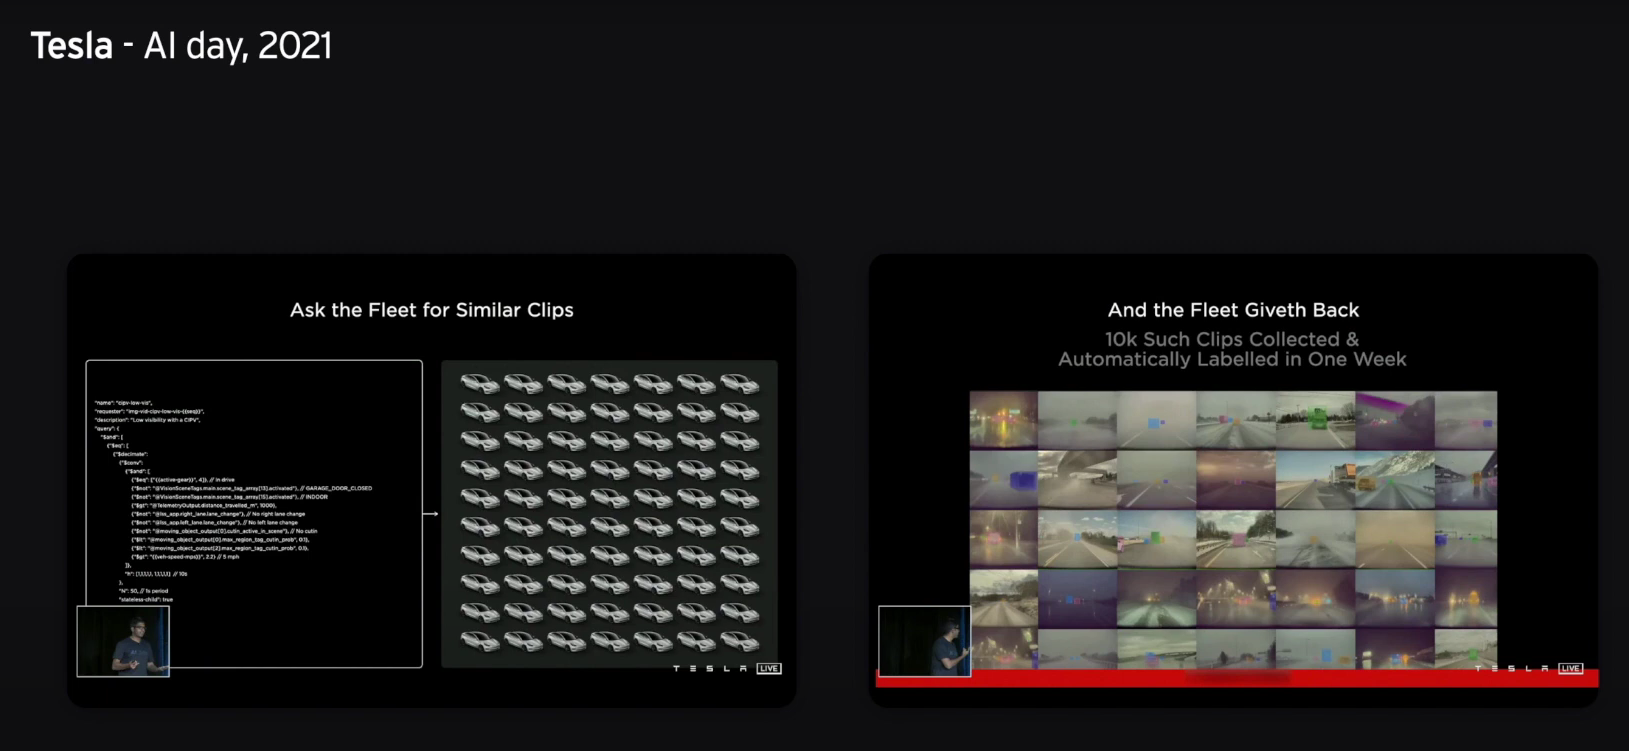 Tesla - AI day, 2021
Ask the Fleet for Similar Clips
"name": "cipv-low-vis",
"requester": "img-vid-cipv-low-vis-{{seq}}",
"description": "Low visibility with a CIPV",
"query": {
"$and": [
{"$eq": [
{"$decimate":
{"$conv":
{"$and": [
{"$eq": ["{{active-gear}}", 4]}, // in drive
{"$not": "@VisionSceneTags.main.scene_tag_array[13].activated"}, // GARAGE_DOOR_CLOSED
{"$not": "@VisionSceneTags.main.scene_tag_array[15].activated"}, // INDOOR
{"$gt": "@TelemetryOutput.distance_travelled_m", 1000},
{"$not": "@lss_app.right_lane.lane_change"}, // No right lane change
{"$not": "@lss_app.left_lane.lane_change"}, // No left lane change
{"$not": "@moving_object_output[0].cutin_active_in_scene"}, // No cutin
{"$lt": "@moving_object_output[0].max_region_tag_cutin_prob", 0.1},
{"$lt": "@moving_object_output[2].max_region_tag_cutin_prob", 0.1},
{"$gt": "{{veh-speed-mps}}", 2.2} // 5 mph
]},
"h": [1,1,1,1,1, 1,1,1,1,1] // 10s
},
"N": 50, // 1s period
"stateless-child": true
T E S L A LIVE
And the Fleet Giveth Back
10k Such Clips Collected &
Automatically Labelled in One Week
T E S L A LIVE